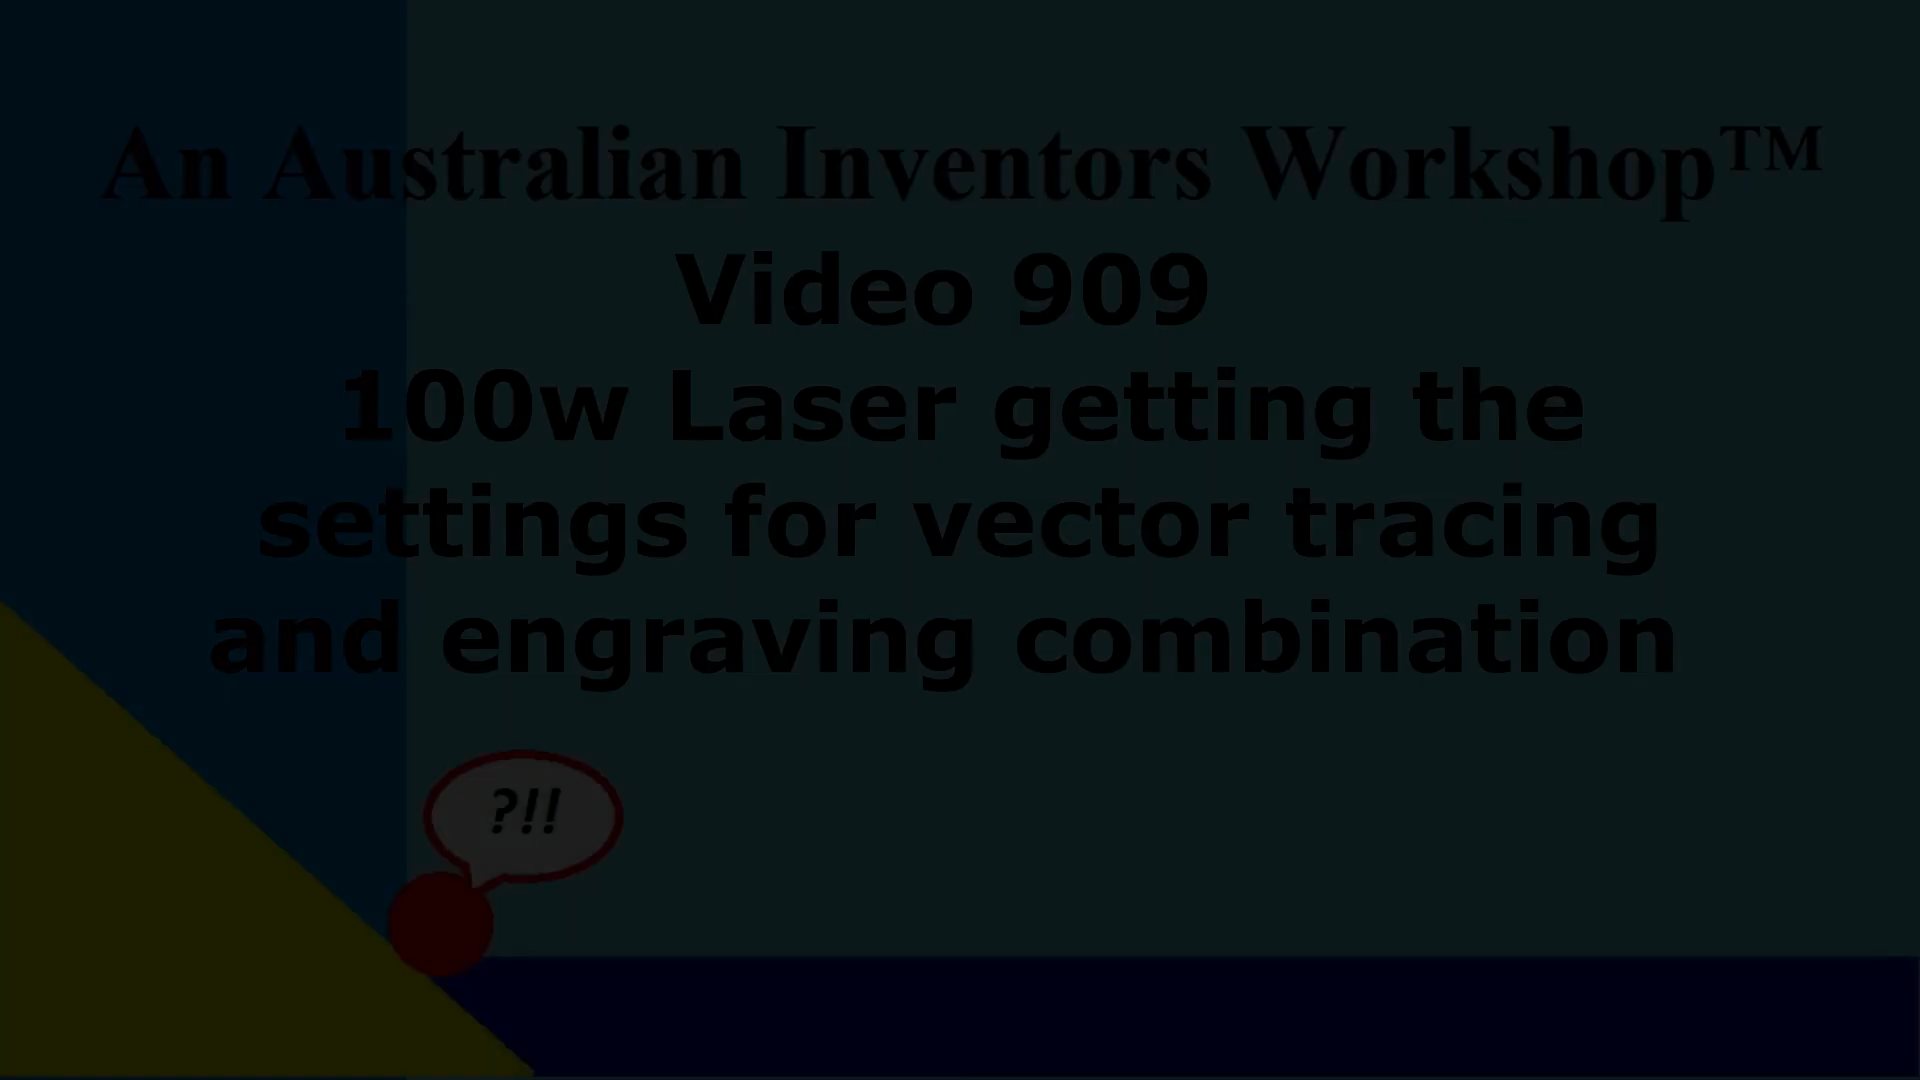 An Australian Inventors Workshop™
Video 909
100w Laser getting the
settings for vector tracing
and engraving combination
?!!